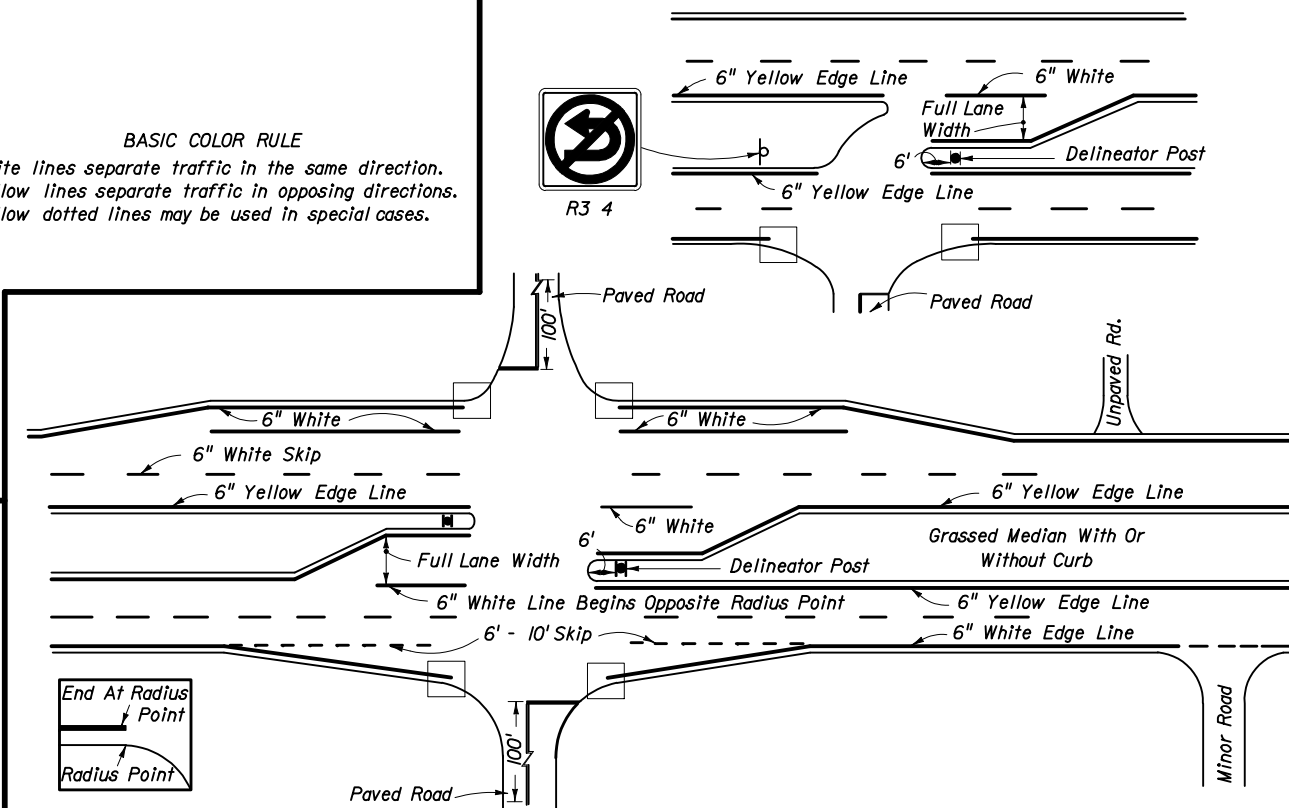 BASIC COLOR RULE
lines separate traffic in the same direction.
lines separate traffic in opposing directions.
dotted lines may be used in special cases.
R3 4
6" Yellow Edge Line
6" White
Full Lane
Width
6'
Delineator Post
6" Yellow Edge Line
Paved Road
Paved Road
100'
Unpaved Rd.
6" White
6" White
6" White Skip
6" Yellow Edge Line
6" Yellow Edge Line
6" White
Grassed Median With Or
Without Curb
6'
Full Lane Width
Delineator Post
6" White Line Begins Opposite Radius Point
6" Yellow Edge Line
6' - 10' Skip
6" White Edge Line
End At Radius
Point
Radius Point
100'
Paved Road
Minor Road